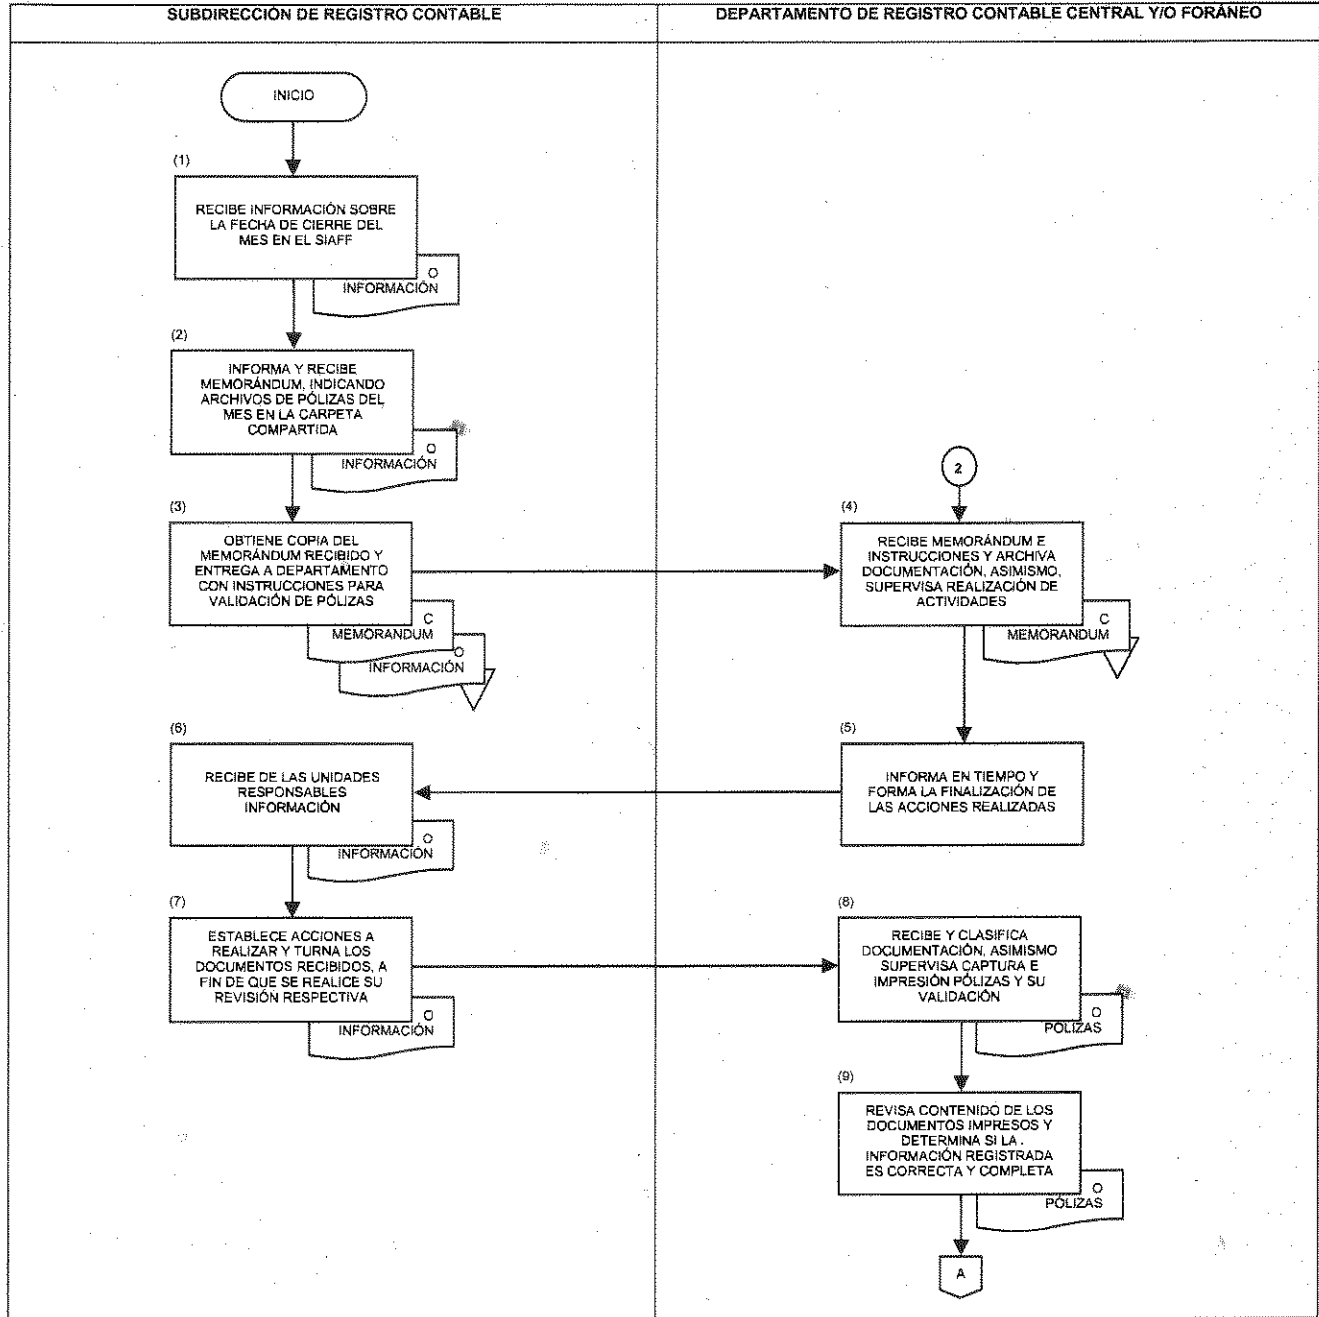 SUBDIRECCIÓN DE REGISTRO CONTABLE
DEPARTAMENTO DE REGISTRO CONTABLE CENTRAL Y/O FORÁNEO
INICIO
(1)
RECIBE INFORMACIÓN SOBRE
LA FECHA DE CIERRE DEL
MES EN EL SIAFF
O
INFORMACIÓN
(2)
INFORMA Y RECIBE
MEMORÁNDUM, INDICANDO
ARCHIVOS DE PÓLIZAS DEL
MES EN LA CARPETA
COMPARTIDA
O
INFORMACIÓN
(3)
OBTIENE COPIA DEL
MEMORÁNDUM RECIBIDO Y
ENTREGA A DEPARTAMENTO
CON INSTRUCCIONES PARA
VALIDACIÓN DE PÓLIZAS
C
MEMORANDUM
O
INFORMACIÓN
2
(4)
RECIBE MEMORÁNDUM E
INSTRUCCIONES Y ARCHIVA
DOCUMENTACIÓN, ASIMISMO,
SUPERVISA REALIZACIÓN DE
ACTIVIDADES
C
MEMORANDUM
(5)
INFORMA EN TIEMPO Y
FORMA LA FINALIZACIÓN DE
LAS ACCIONES REALIZADAS
(6)
RECIBE DE LAS UNIDADES
RESPONSABLES
INFORMACIÓN
O
INFORMACIÓN
(7)
ESTABLECE ACCIONES A
REALIZAR Y TURNA LOS
DOCUMENTOS RECIBIDOS, A
FIN DE QUE SE REALICE SU
REVISIÓN RESPECTIVA
O
INFORMACIÓN
(8)
RECIBE Y CLASIFICA
DOCUMENTACIÓN, ASIMISMO
SUPERVISA CAPTURA E
IMPRESIÓN PÓLIZAS Y SU
VALIDACIÓN
O
PÓLIZAS
(9)
REVISA CONTENIDO DE LOS
DOCUMENTOS IMPRESOS Y
DETERMINA SI LA
INFORMACIÓN REGISTRADA
ES CORRECTA Y COMPLETA
O
PÓLIZAS
A